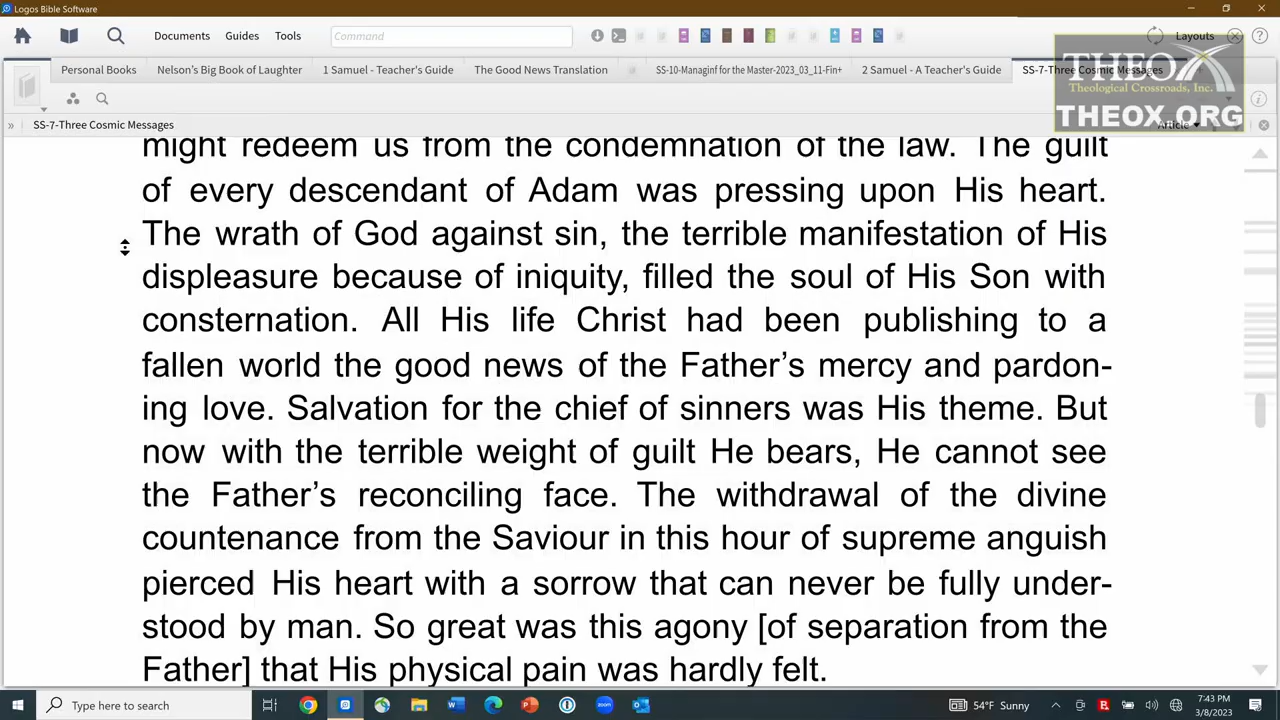 Logos Bible Software
Documents Guides Tools Command Layouts
Personal Books Nelson's Big Book of Laughter The Good News Translation SS-10-Managinf for the Master-2023_ee_11-Fin+ 2 Samuel - A Teacher's Guide SS-7-Three Cosmic Messages
THEOX
Theological Crossroads, Inc.
THEOX.ORG
SS-7-Three Cosmic Messages Article
might redeem us from the condemnation of the law. The guilt
of every descendant of Adam was pressing upon His heart.
The wrath of God against sin, the terrible manifestation of His
displeasure because of iniquity, filled the soul of His Son with
consternation. All His life Christ had been publishing to a
fallen world the good news of the Father’s mercy and pardon-
ing love. Salvation for the chief of sinners was His theme. But
now with the terrible weight of guilt He bears, He cannot see
the Father’s reconciling face. The withdrawal of the divine
countenance from the Saviour in this hour of supreme anguish
pierced His heart with a sorrow that can never be fully under-
stood by man. So great was this agony [of separation from the
Father] that His physical pain was hardly felt.
Type here to search 54°F Sunny 7:43 PM
3/8/2023